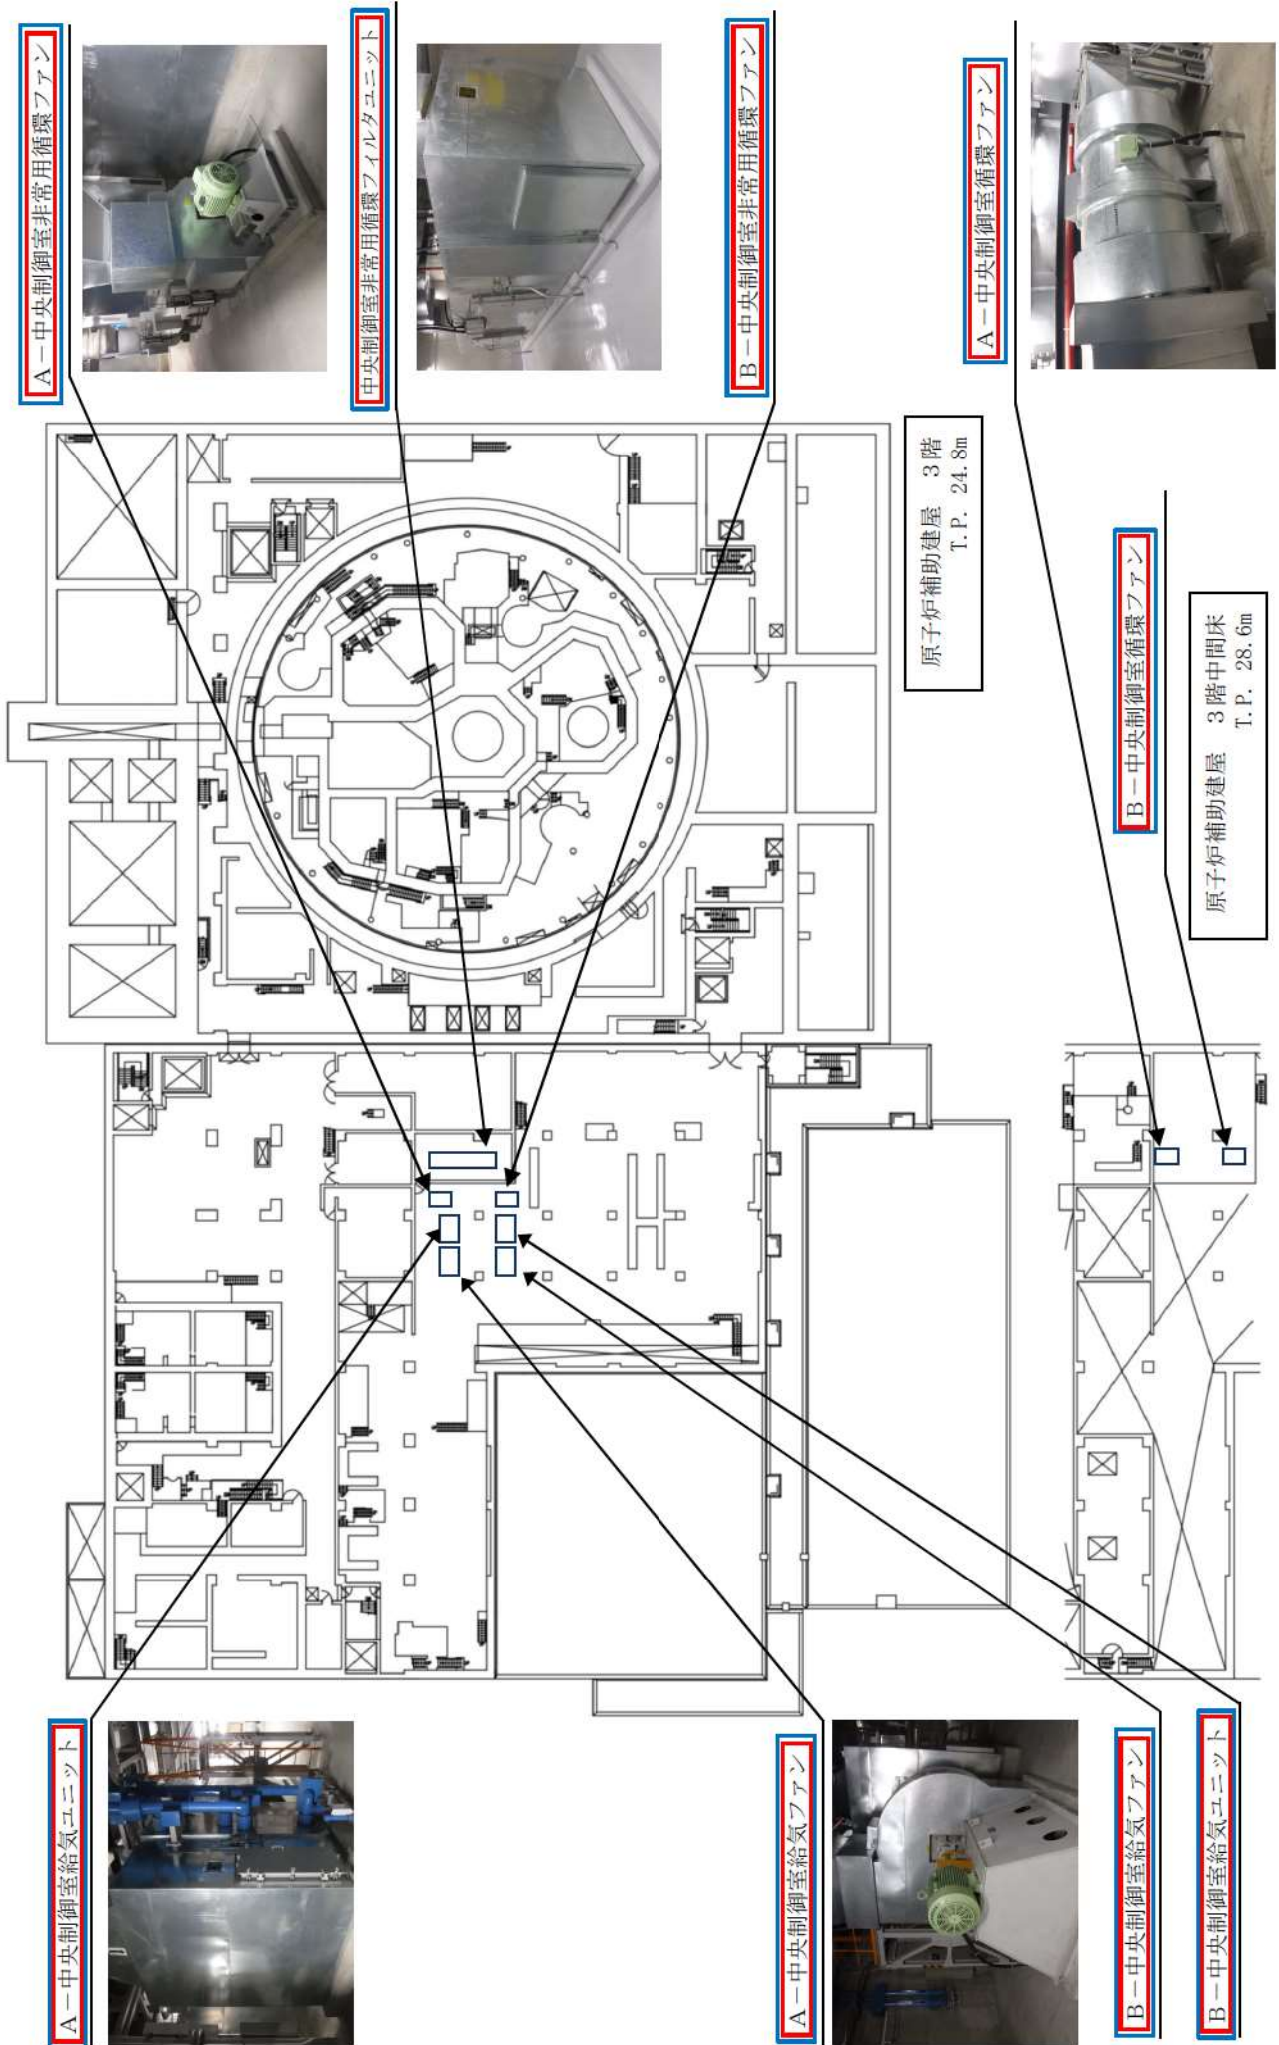 A－中央制御室非常用循環ファン
中央制御室非常用循環フィルタユニット
B－中央制御室非常用循環ファン
A－中央制御室循環ファン
B－中央制御室循環ファン
原子炉補助建屋　３階
T.P. 24.8m
原子炉補助建屋　３階中間床
T.P. 28.6m
A－中央制御室給気ユニット
A－中央制御室給気ファン
B－中央制御室給気ファン
B－中央制御室給気ユニット